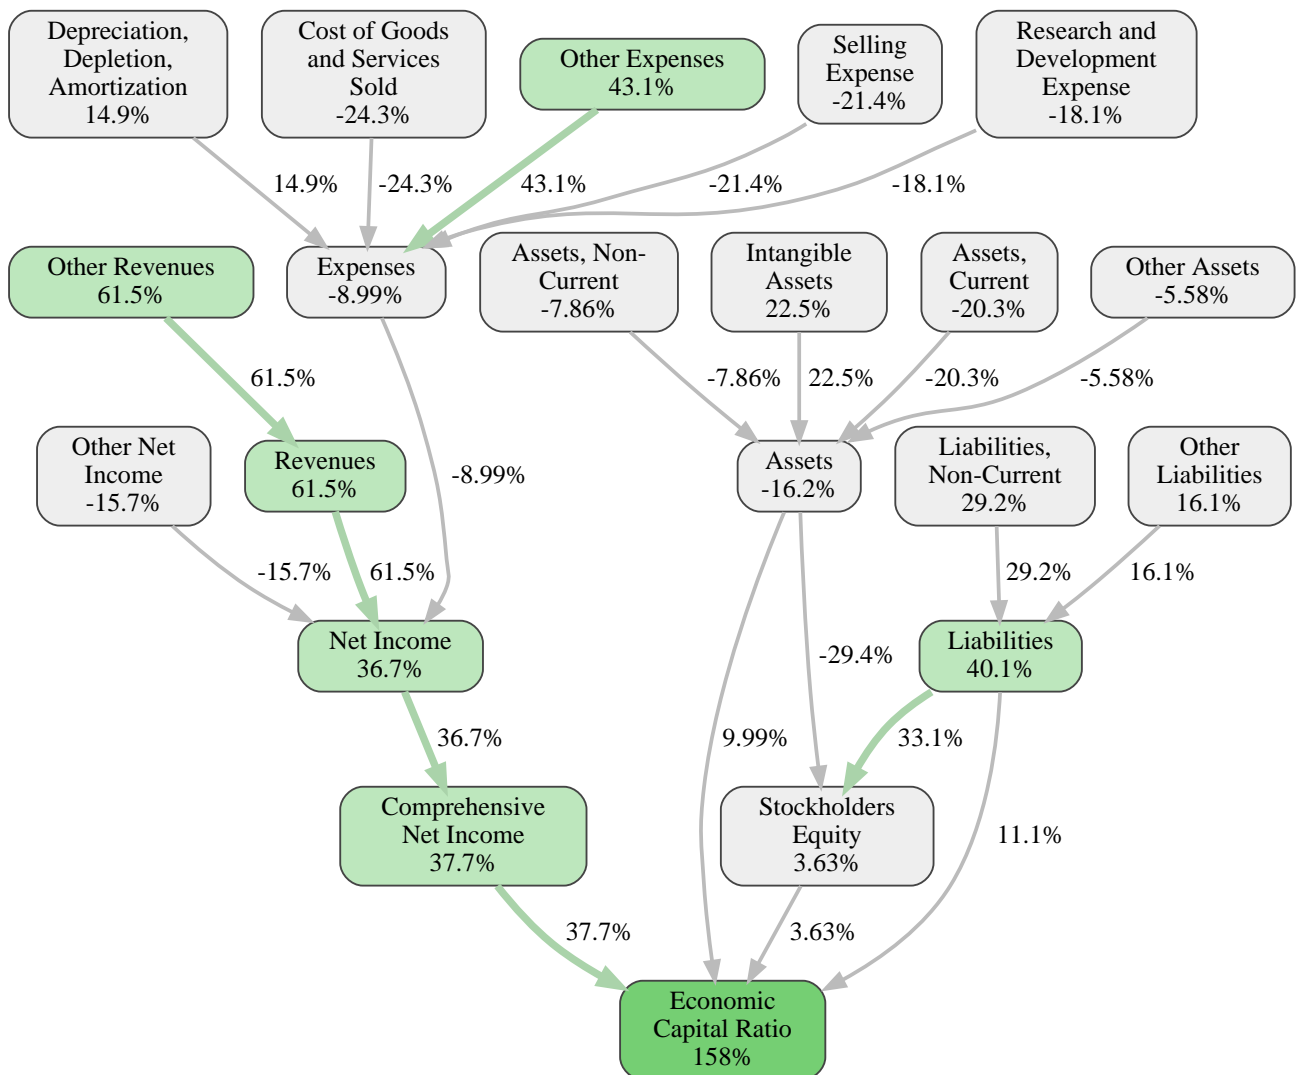 Depreciation,
Depletion,
Amortization
14.9%
Cost of Goods
and Services
Sold
-24.3%
Other Expenses
43.1%
Selling
Expense
-21.4%
Research and
Development
Expense
-18.1%
14.9%
-24.3%
43.1%
-21.4%
-18.1%
Other Revenues
61.5%
Expenses
-8.99%
Assets, Non-
Current
-7.86%
Intangible
Assets
22.5%
Assets,
Current
-20.3%
Other Assets
-5.58%
61.5%
-7.86%
22.5%
-20.3%
-5.58%
Other Net
Income
-15.7%
Revenues
61.5%
-8.99%
Assets
-16.2%
Liabilities,
Non-Current
29.2%
Other
Liabilities
16.1%
-15.7%
61.5%
29.2%
16.1%
Net Income
36.7%
-29.4%
Liabilities
40.1%
36.7%
9.99%
33.1%
Comprehensive
Net Income
37.7%
Stockholders
Equity
3.63%
11.1%
37.7%
3.63%
Economic
Capital Ratio
158%